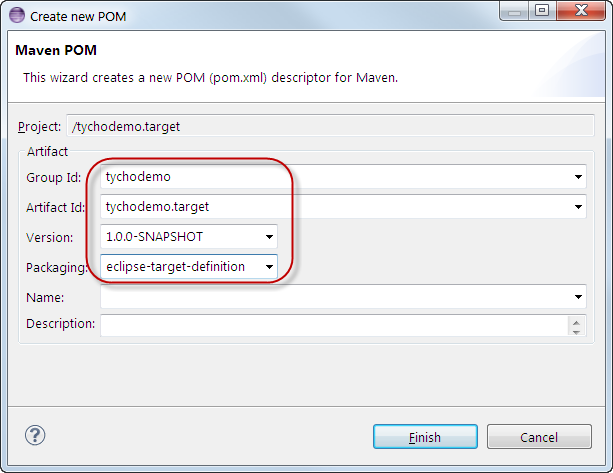 Create new POM
Maven POM
This wizard creates a new POM (pom.xml) descriptor for Maven.
Project: /tychodemo.target
Artifact
Group Id: tychodemo
Artifact Id: tychodemo.target
Version: 1.0.0-SNAPSHOT
Packaging: eclipse-target-definition
Name:
Description:
?
Finish Cancel